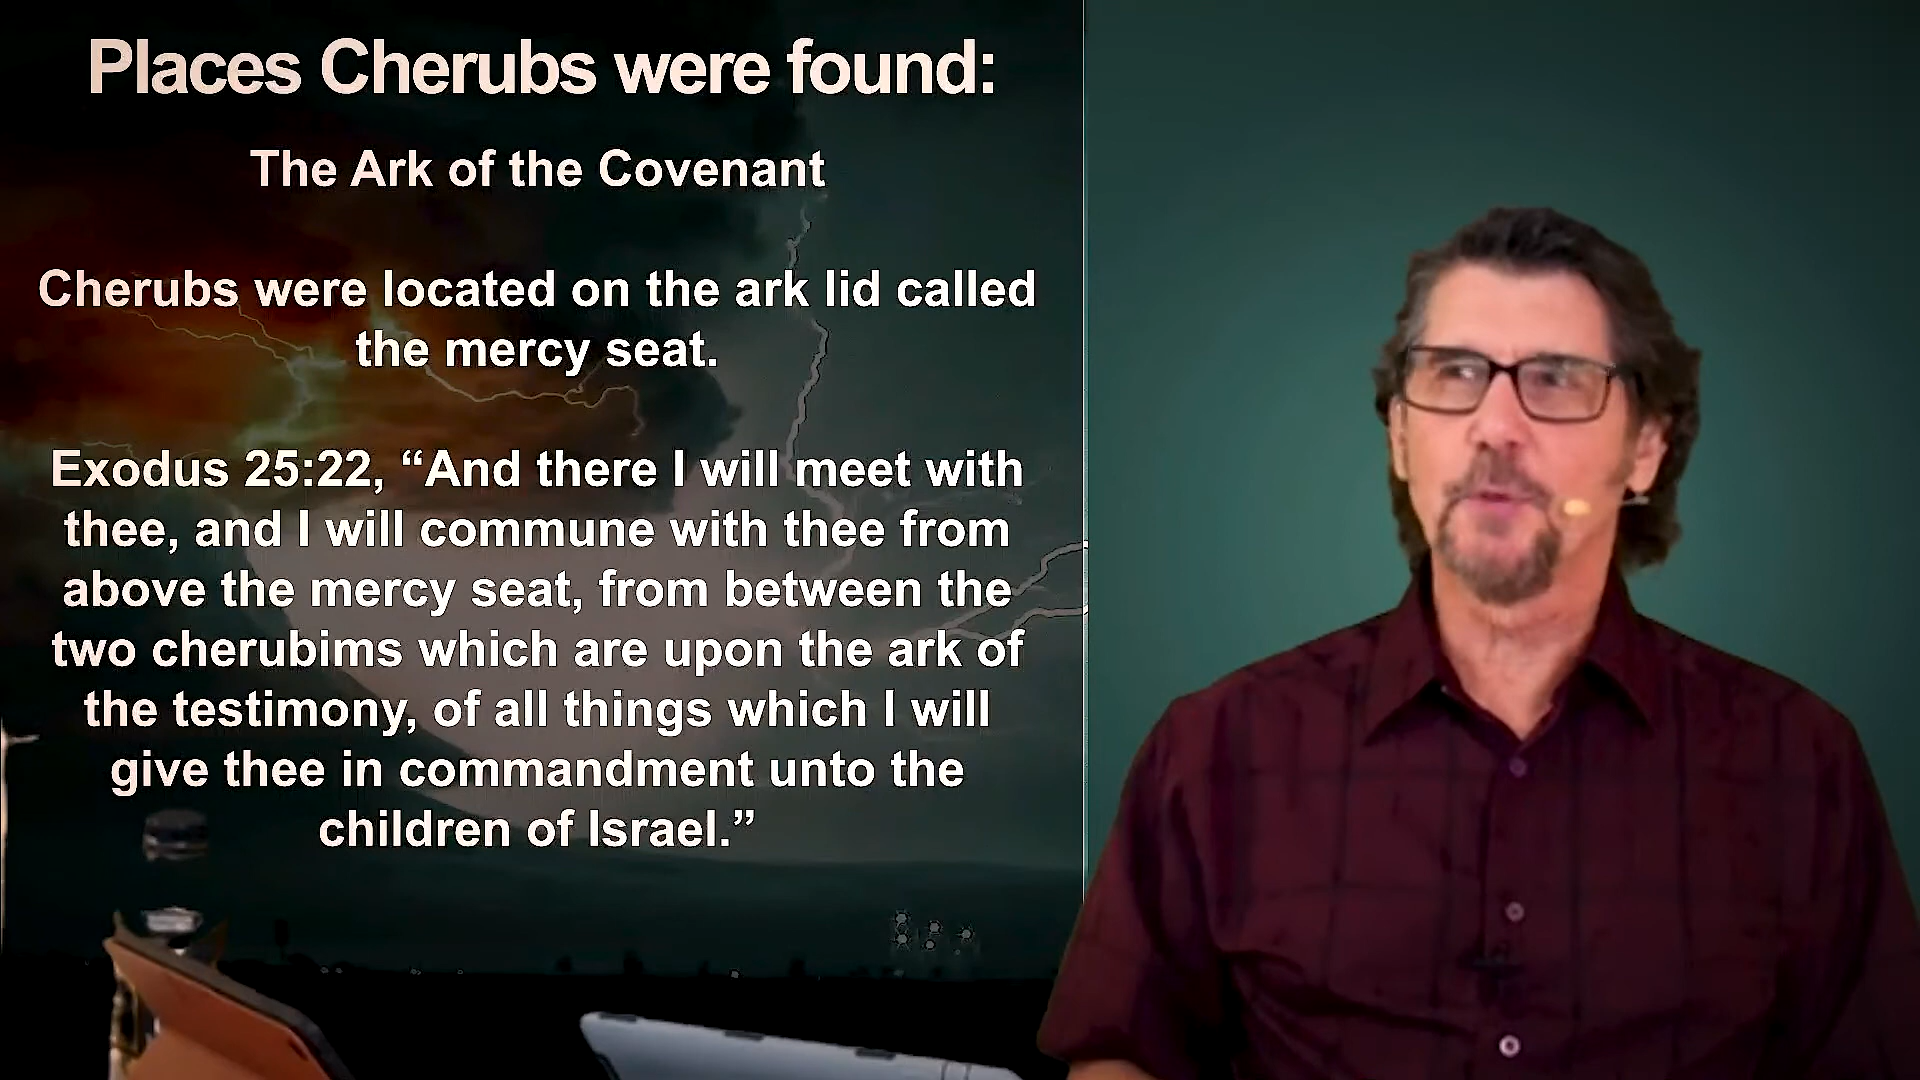 Places Cherubs were found:
The Ark of the Covenant
Cherubs were located on the ark lid called
the mercy seat.
Exodus 25:22, “And there I will meet with
thee, and I will commune with thee from
above the mercy seat, from between the
two cherubims which are upon the ark of
the testimony, of all things which I will
give thee in commandment unto the
children of Israel.”